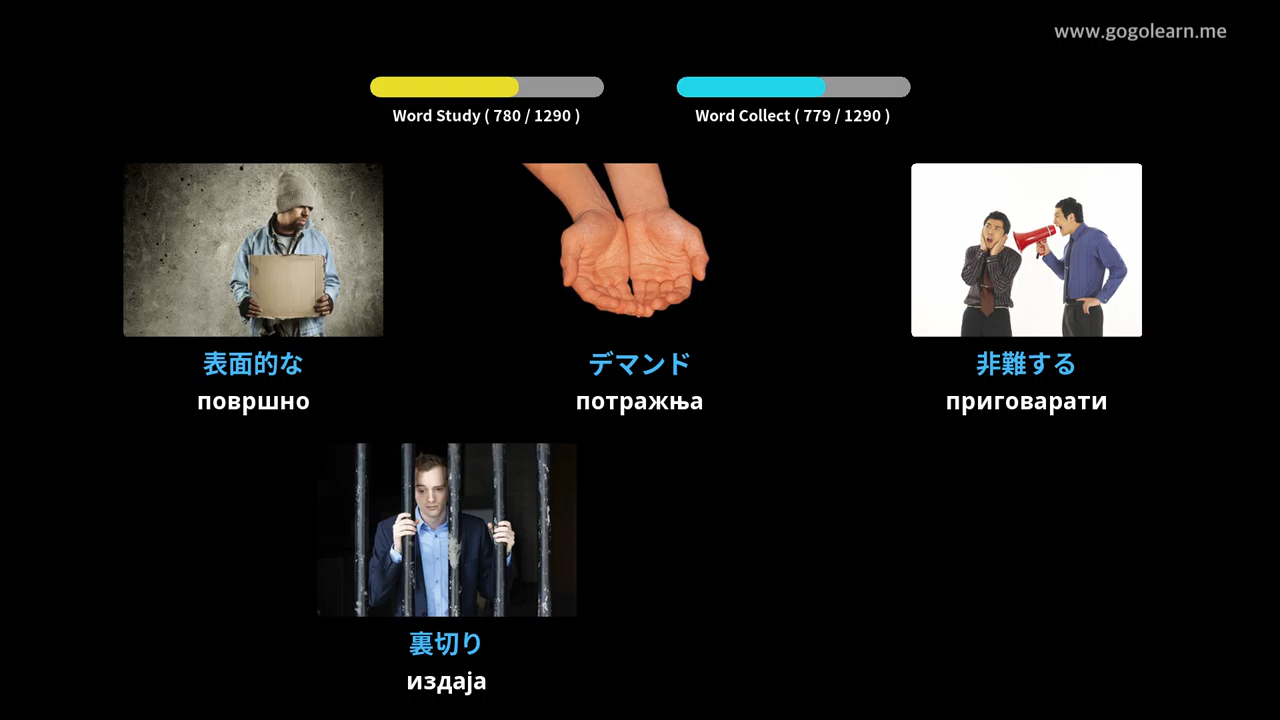 www.gogolearn.me
Word Study ( 780 / 1290 )
Word Collect ( 779 / 1290 )
表面的な
површно
デマンド
потражња
非難する
приговарати
裏切り
издаја